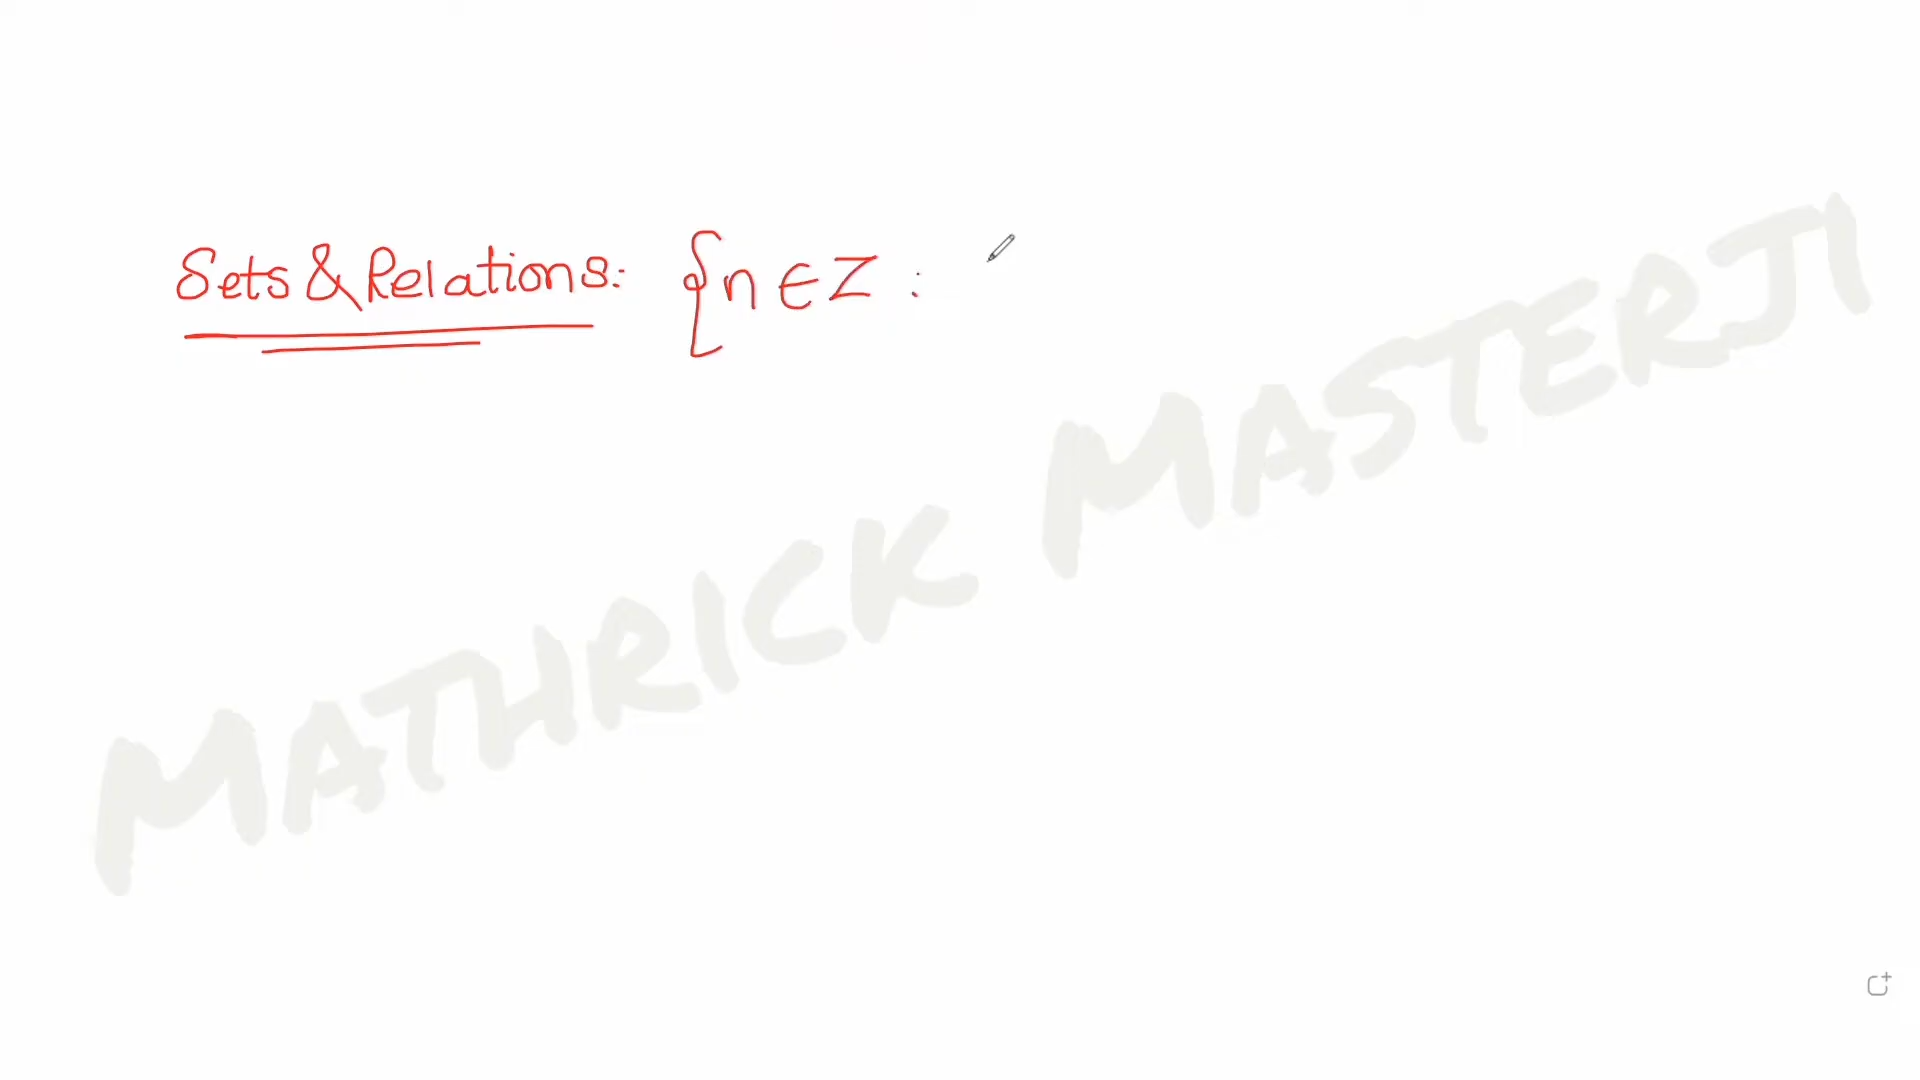 Sets & Relations: {n ∈ Z :
MATHRICK MASTERJI